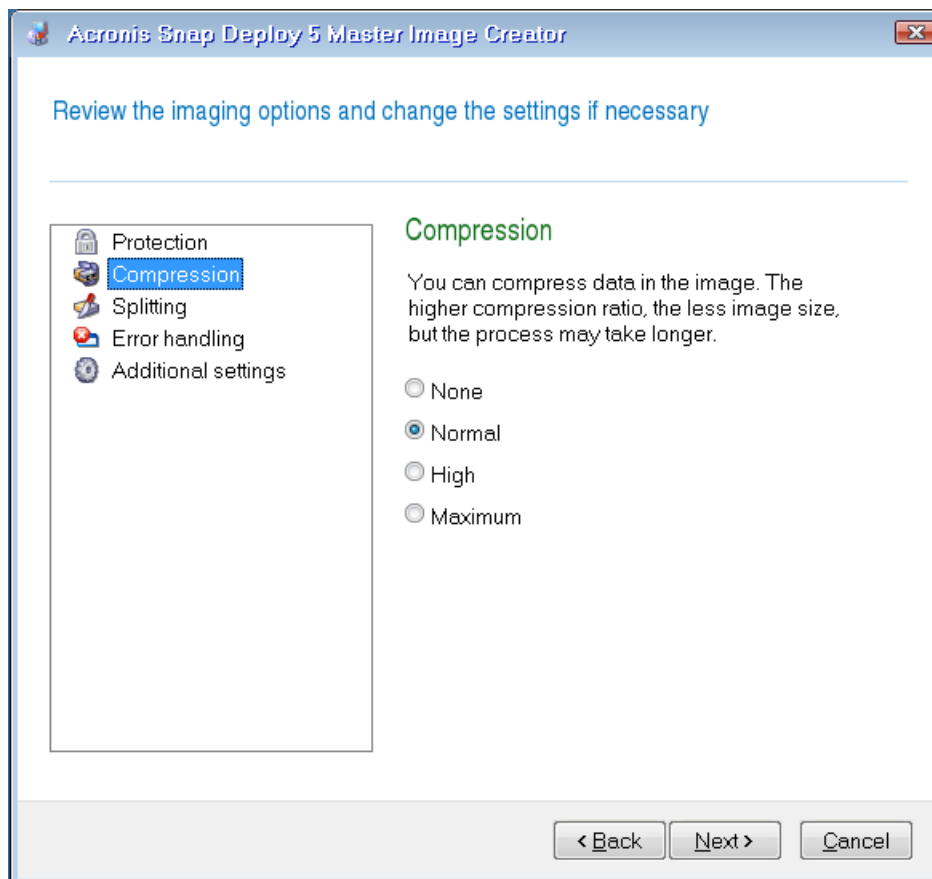 Acronis Snap Deploy 5 Master Image Creator
Review the imaging options and change the settings if necessary
Protection
Compression
Splitting
Error handling
Additional settings
Compression
You can compress data in the image. The
higher compression ratio, the less image size,
but the process may take longer.
None
Normal
High
Maximum
< Back
Next >
Cancel